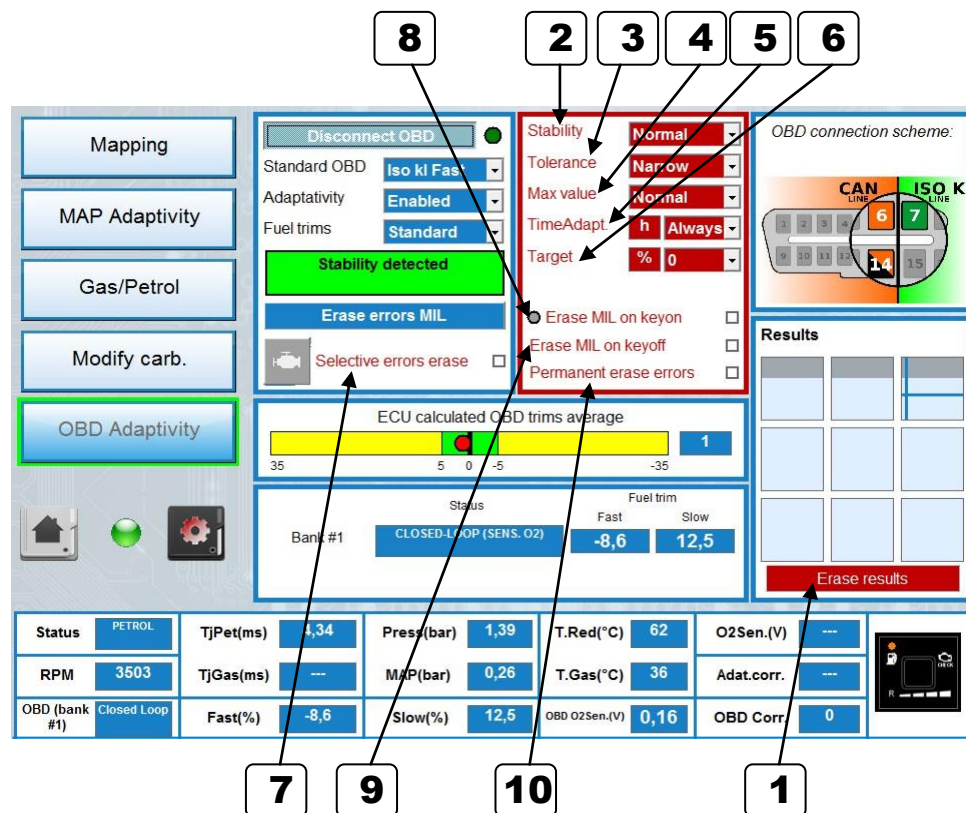 8 2 3 4 5 6
Mapping
MAP Adaptivity
Gas/Petrol
Modify carb.
OBD Adaptivity
Disconnect OBD
Standard OBD Iso kl Fast
Adaptativity Enabled
Fuel trims Standard
Stability detected
Erase errors MIL
Selective errors erase
Stability Normal
Tolerance Narrow
Max value Normal
TimeAdapt. h Always
Target % 0
Erase MIL on keyon
Erase MIL on keyoff
Permanent erase errors
OBD connection scheme:
CAN ISO K
LINE LINE
1 2 3 4 6 7
9 10 11 12 14 15
ECU calculated OBD trims average
1
35 5 0 -5 -35
Status Fuel trim
Fast Slow
Bank #1 CLOSED-LOOP (SENS. O2) -8,6 12,5
Results
Erase results
Status PETROL TjPet(ms) 4,34 Press(bar) 1,39 T.Red(°C) 62 O2Sen.(V) ---
RPM 3503 TjGas(ms) --- MAP(bar) 0,26 T.Gas(°C) 36 Adat.corr. ---
OBD (bank #1) Closed Loop Fast(%) -8,6 Slow(%) 12,5 OBD O2Sen.(V) 0,16 OBD Corr. 0
CHECK
R
7 9 10 1